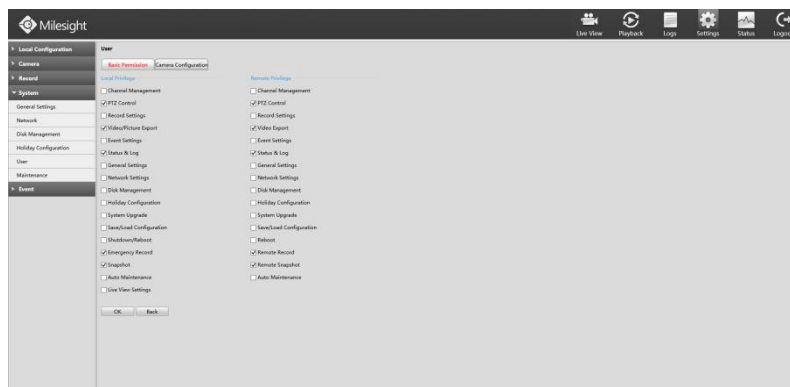 Milesight
Live View
Playback
Logs
Settings
Status
Logou
Local Configuration
Camera
Record
System
General Settings
Network
Disk Management
Holiday Configuration
User
Maintenance
Event
User
Basic Permission
Camera Configuration
Local Privilege
Channel Management
PTZ Control
Record Settings
Video/Picture Export
Event Settings
Status & Log
General Settings
Network Settings
Disk Management
Holiday Configuration
System Upgrade
Save/Load Configuration
Shutdown/Reboot
Emergency Record
Snapshot
Auto Maintenance
Live View Settings
Remote Privilege
Channel Management
PTZ Control
Record Settings
Video Export
Event Settings
Status & Log
General Settings
Network Settings
Disk Management
Holiday Configuration
System Upgrade
Save/Load Configuration
Reboot
Remote Record
Remote Snapshot
Auto Maintenance
OK
Back